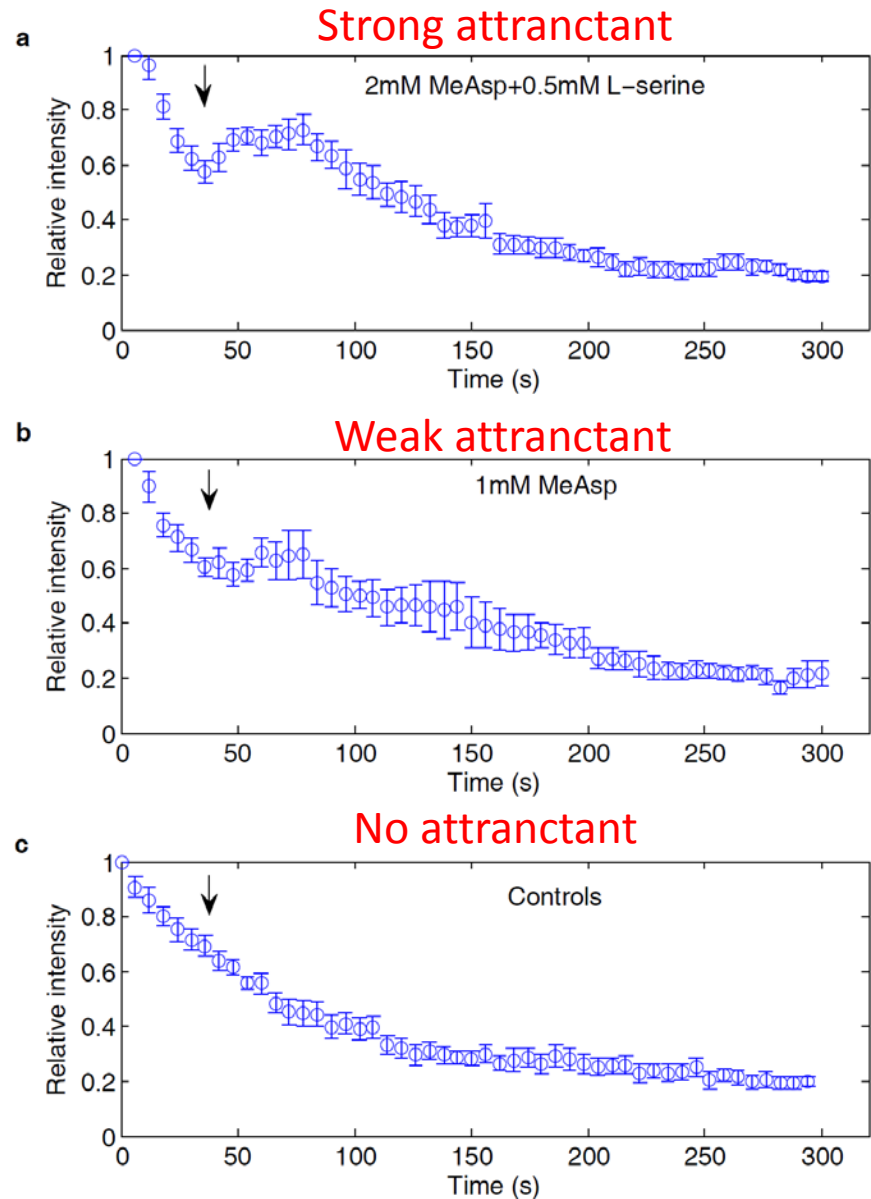 Strong attranctant
a
2mM MeAsp+0.5mM L-serine
Relative intensity
1
0.8
0.6
0.4
0.2
0
0 50 100 150 200 250 300
Time (s)
Weak attranctant
b
1mM MeAsp
Relative intensity
1
0.8
0.6
0.4
0.2
0
0 50 100 150 200 250 300
Time (s)
No attranctant
c
Controls
Relative intensity
1
0.8
0.6
0.4
0.2
0
0 50 100 150 200 250 300
Time (s)